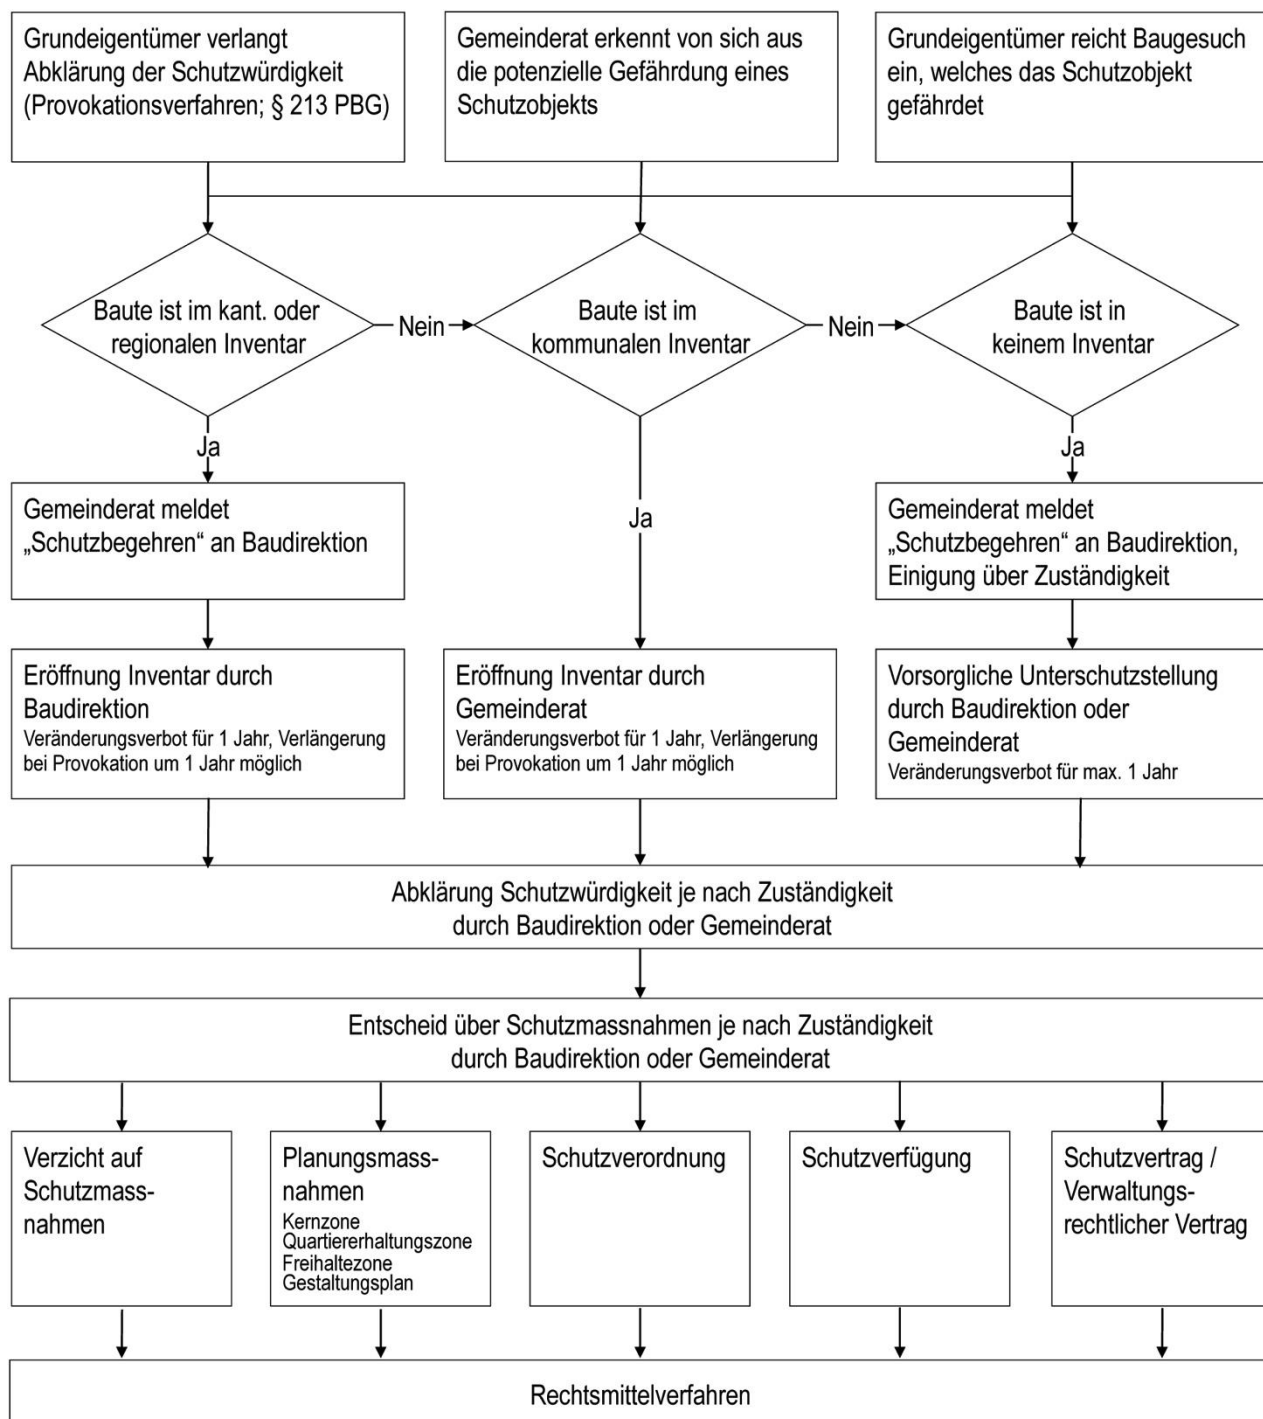 Grundeigentümer verlangt
Abklärung der Schutzwürdigkeit
(Provokationsverfahren; § 213 PBG)
Gemeinderat erkennt von sich aus
die potenzielle Gefährdung eines
Schutzobjekts
Grundeigentümer reicht Baugesuch
ein, welches das Schutzobjekt
gefährdet
Baute ist im kant. oder
regionalen Inventar
Nein
Baute ist im
kommunalen Inventar
Nein
Baute ist in
keinem Inventar
Ja
Ja
Ja
Gemeinderat meldet
„Schutzbegehren“ an Baudirektion
Gemeinderat meldet
„Schutzbegehren“ an Baudirektion,
Einigung über Zuständigkeit
Eröffnung Inventar durch
Baudirektion
Veränderungsverbot für 1 Jahr, Verlängerung
bei Provokation um 1 Jahr möglich
Eröffnung Inventar durch
Gemeinderat
Veränderungsverbot für 1 Jahr, Verlängerung
bei Provokation um 1 Jahr möglich
Vorsorgliche Unterschutzstellung
durch Baudirektion oder
Gemeinderat
Veränderungsverbot für max. 1 Jahr
Abklärung Schutzwürdigkeit je nach Zuständigkeit
durch Baudirektion oder Gemeinderat
Entscheid über Schutzmassnahmen je nach Zuständigkeit
durch Baudirektion oder Gemeinderat
Verzicht auf
Schutzmass-
nahmen
Planungsmass-
nahmen
Kernzone
Quartiererhaltungszone
Freihaltezone
Gestaltungsplan
Schutzverordnung
Schutzverfügung
Schutzvertrag /
Verwaltungs-
rechtlicher Vertrag
Rechtsmittelverfahren